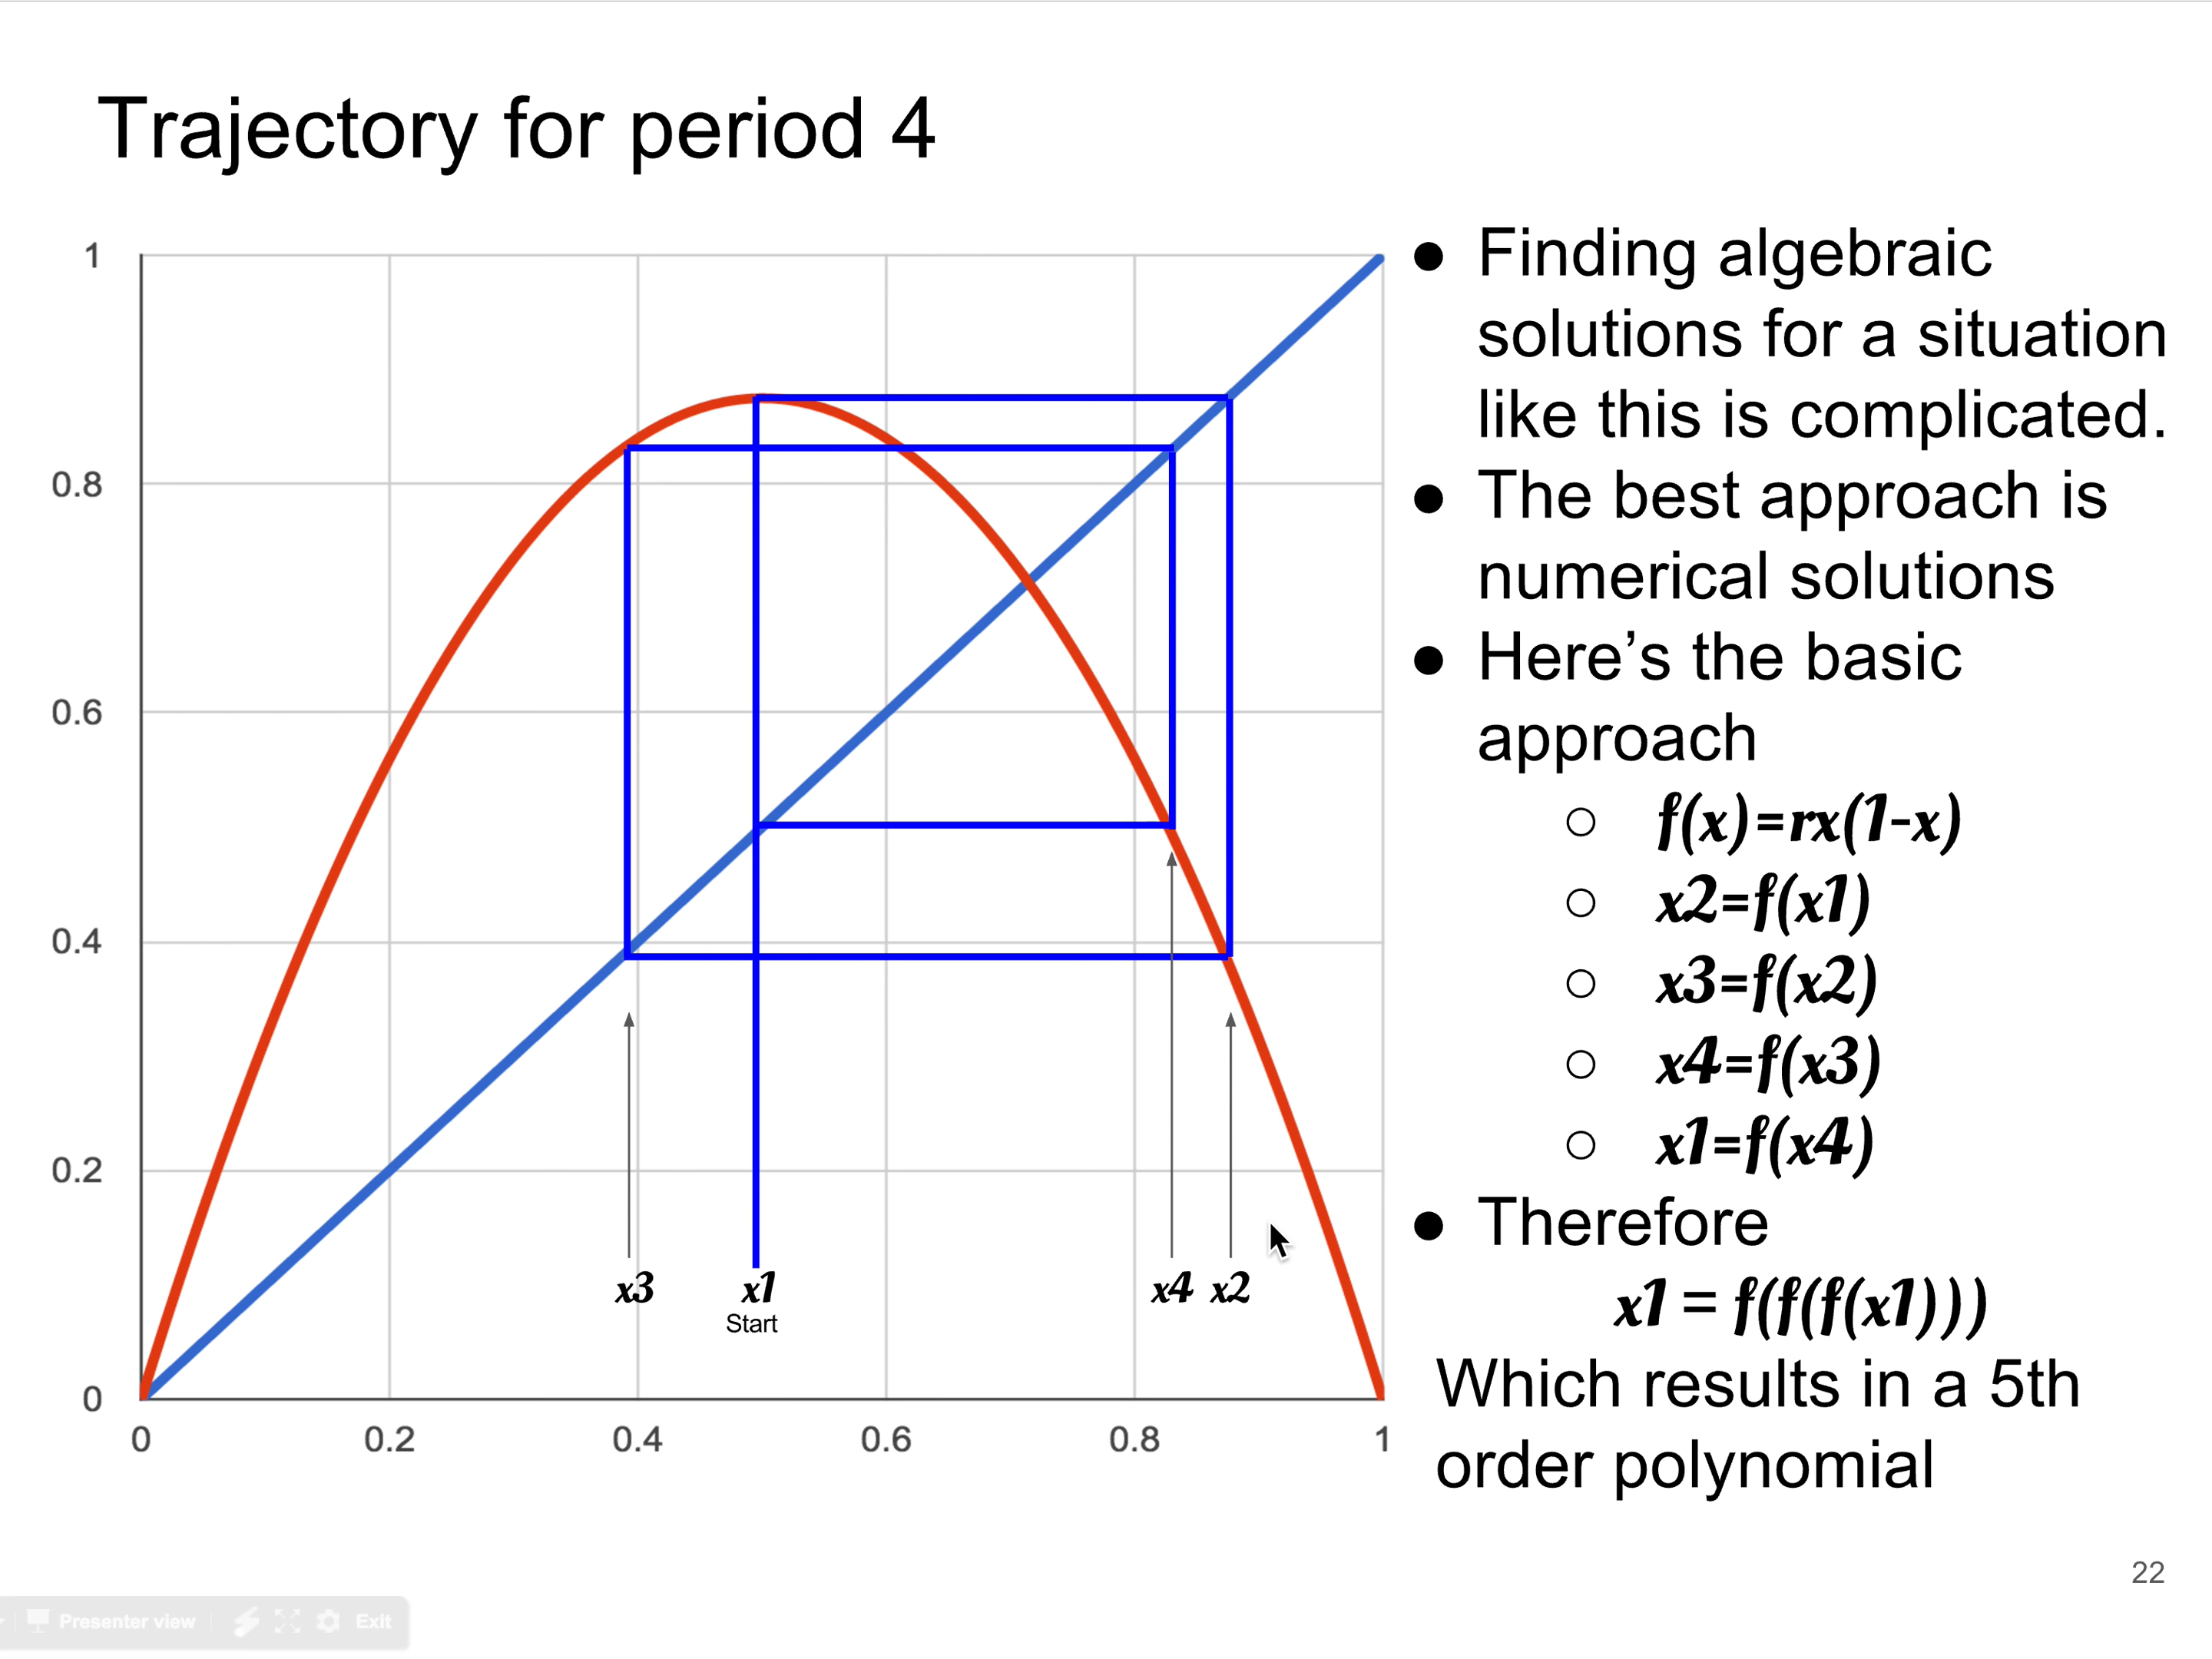 Trajectory for period 4
1
0.8
0.6
0.4
0.2
0
0
0.2
0.4
0.6
0.8
1
x3
x1
Start
x4
x2
● Finding algebraic
solutions for a situation
like this is complicated.
● The best approach is
numerical solutions
● Here’s the basic
approach
○ f(x)=rx(1-x)
○ x2=f(x1)
○ x3=f(x2)
○ x4=f(x3)
○ x1=f(x4)
● Therefore
x1 = f(f(f(x1)))
Which results in a 5th
order polynomial
22
Presenter view
Exit